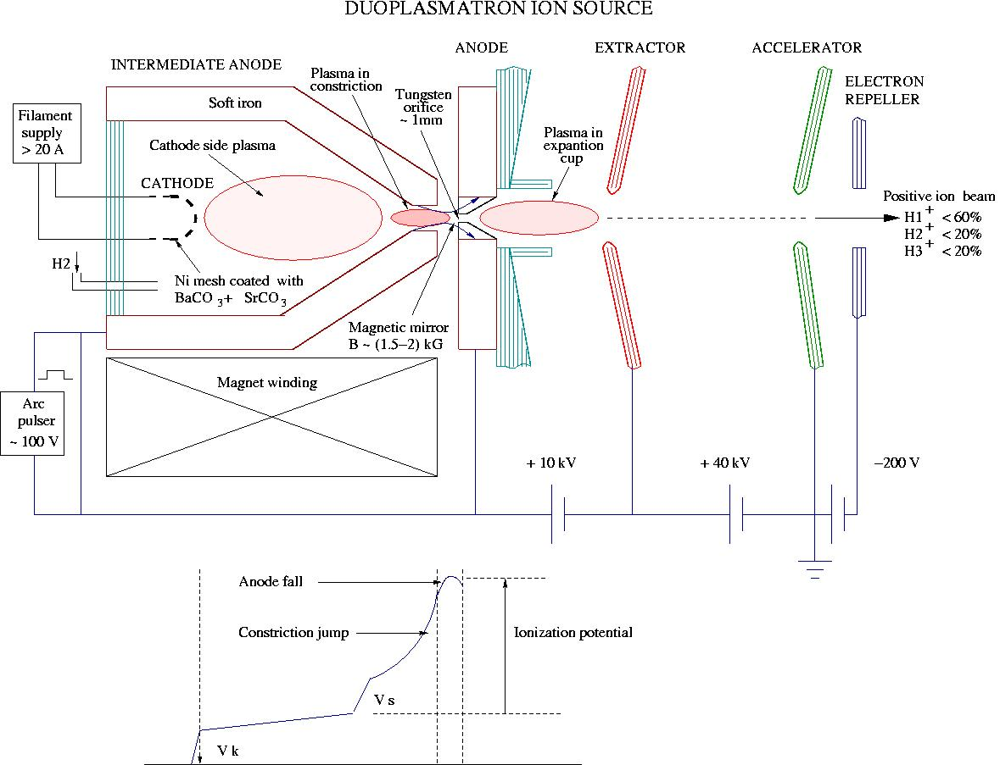 DUOPLASMATRON ION SOURCE
ANODE
EXTRACTOR
ACCELERATOR
INTERMEDIATE ANODE
Plasma in
constriction
ELECTRON
REPELLER
Soft iron
Tungsten
orifice
~ 1mm
Filament
supply
> 20 A
Cathode side plasma
Plasma in
expantion
cup
CATHODE
Positive ion beam
H1+ <60%
H2+ <20%
H3+ <20%
H2
Ni mesh coated with
BaCO3+ SrCO3
Magnetic mirror
B ~ (1.5−2) kG
Magnet winding
Arc
pulser
~ 100 V
+ 10 kV
+ 40 kV
−200 V
Anode fall
Constriction jump
Ionization potential
V s
V k